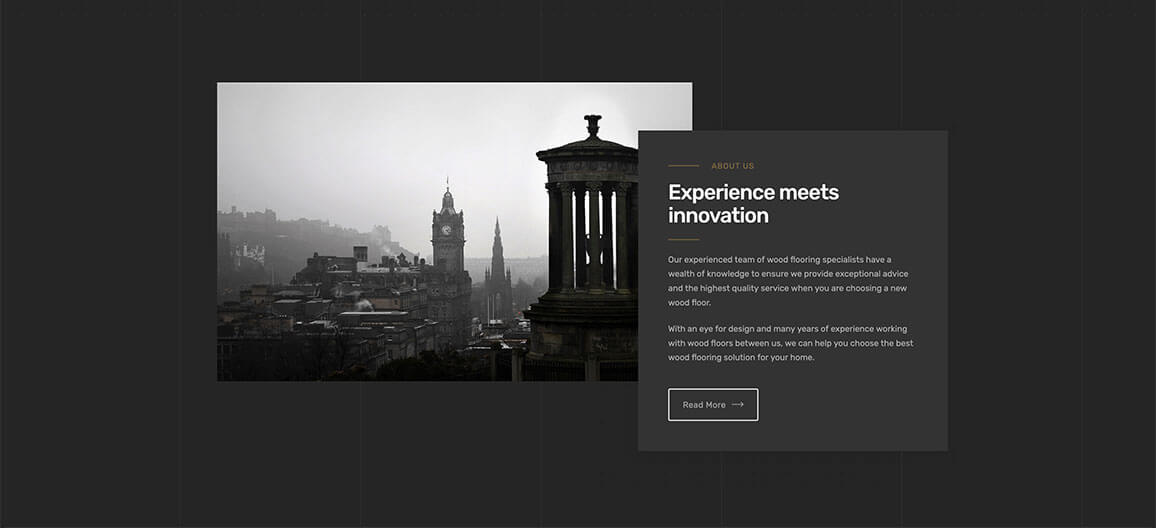 ABOUT US
Experience meets
innovation
Our experienced team of wood flooring specialists have a
wealth of knowledge to ensure we provide exceptional advice
and the highest quality service when you are choosing a new
wood floor.
With an eye for design and many years of experience working
with wood floors between us, we can help you choose the best
wood flooring solution for your home.
Read More